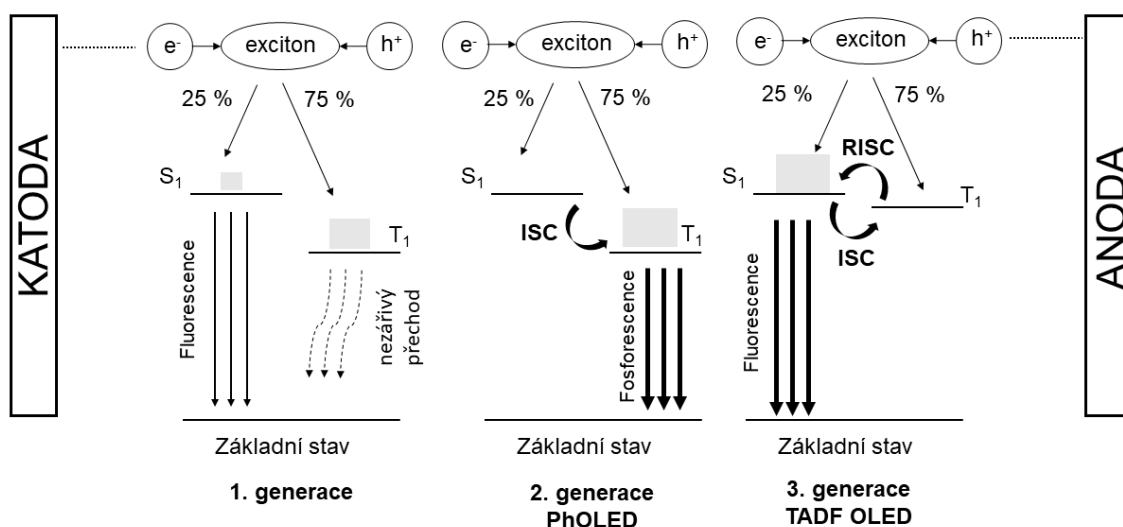 KATODA
e- exciton h+
25 % 75 %
S1
T1
Fluorescence
nezářivý
přechod
Základní stav
1. generace
e- exciton h+
25 % 75 %
S1
ISC
T1
Fosforescence
Základní stav
2. generace
PhOLED
e- exciton h+
25 % 75 %
RISC
S1
T1
ISC
Fluorescence
Základní stav
3. generace
TADF OLED
ANODA